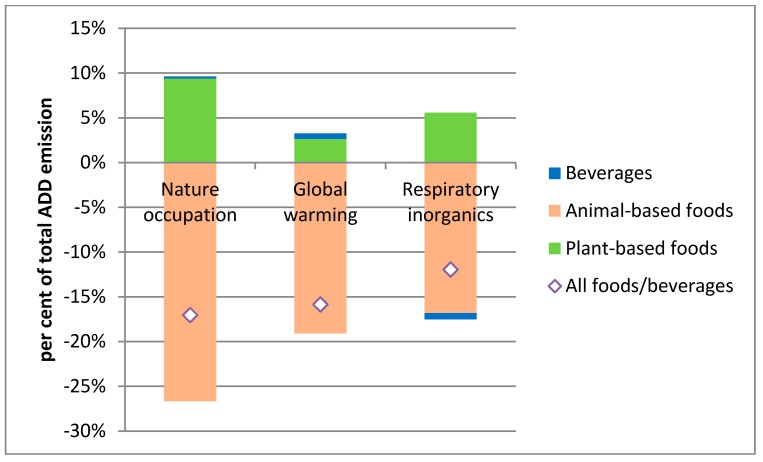 15%
10%
5%
0%
-5%
-10%
-15%
-20%
-25%
-30%
per cent of total ADD emission
Nature
occupation
Global
warming
Respiratory
inorganics
Beverages
Animal-based foods
Plant-based foods
All foods/beverages